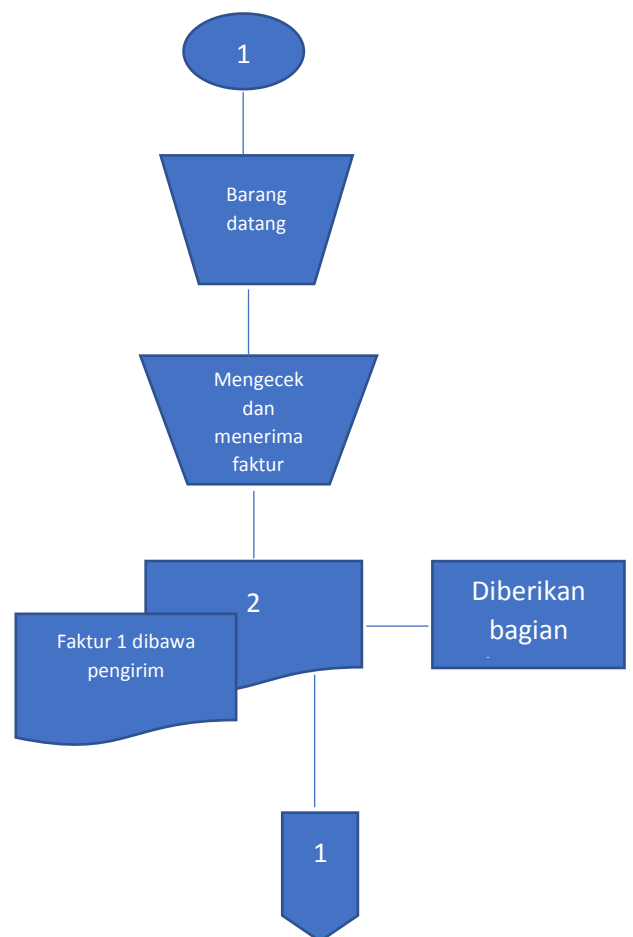 1
Barang
datang
Mengecek
dan
menerima
faktur
2
Diberikan
bagian
Faktur 1 dibawa
pengirim
1